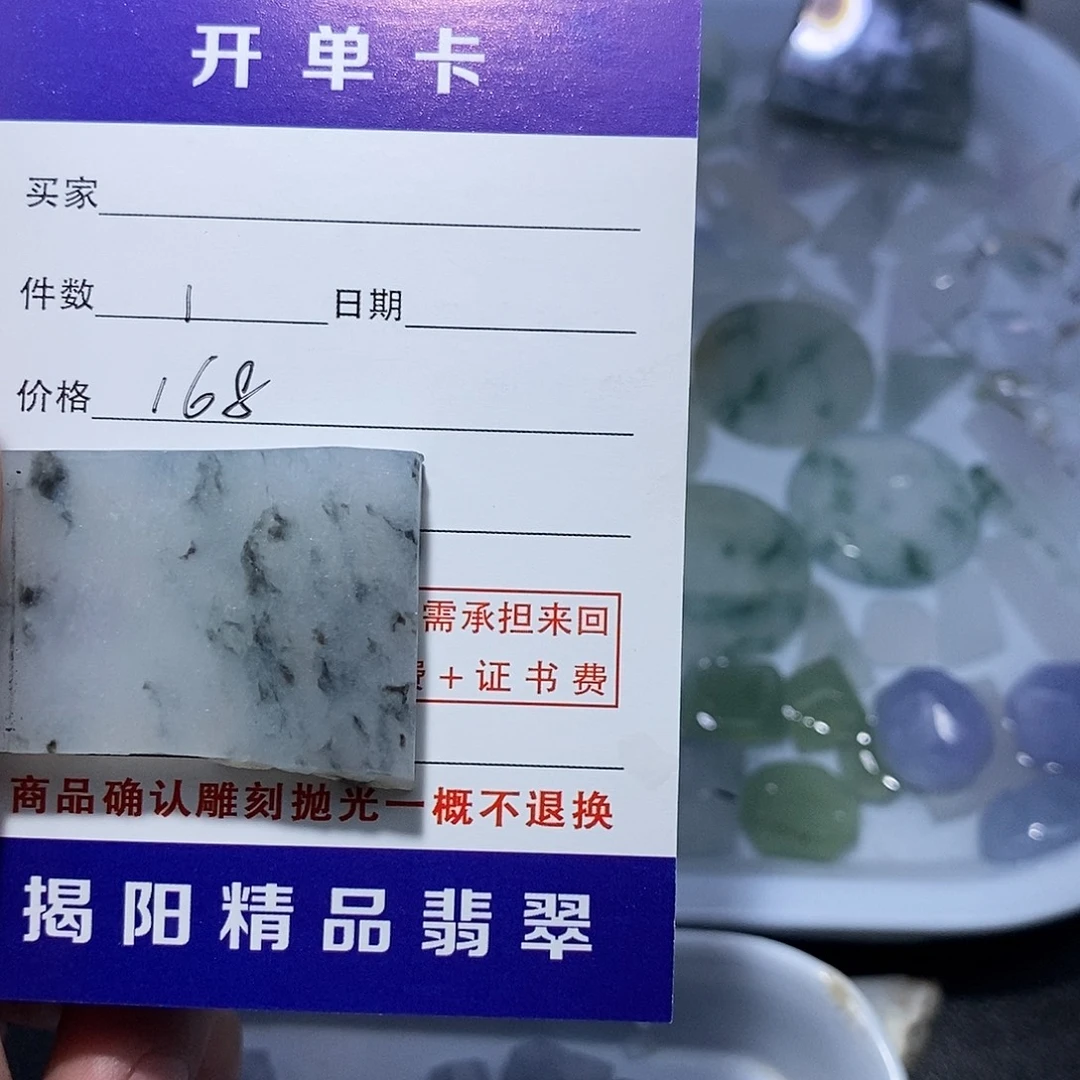 开单卡
买家
件数 1 日期
价格 168
需承担来回
费+证书费
商品确认雕刻抛光一概不退换
揭阳精品翡翠